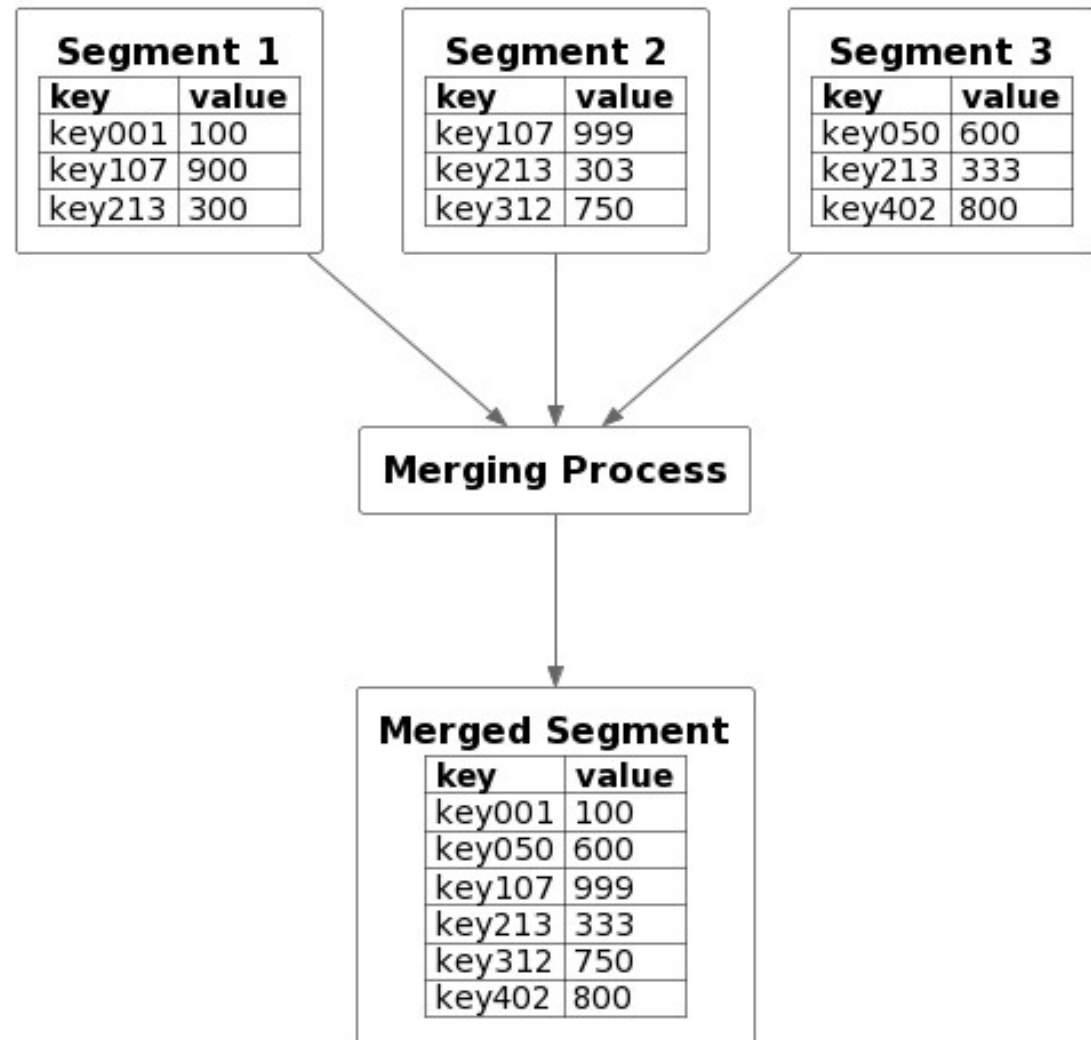 Segment 1
key value
key001 100
key107 900
key213 300
Segment 2
key value
key107 999
key213 303
key312 750
Segment 3
key value
key050 600
key213 333
key402 800
Merging Process
Merged Segment
key value
key001 100
key050 600
key107 999
key213 333
key312 750
key402 800